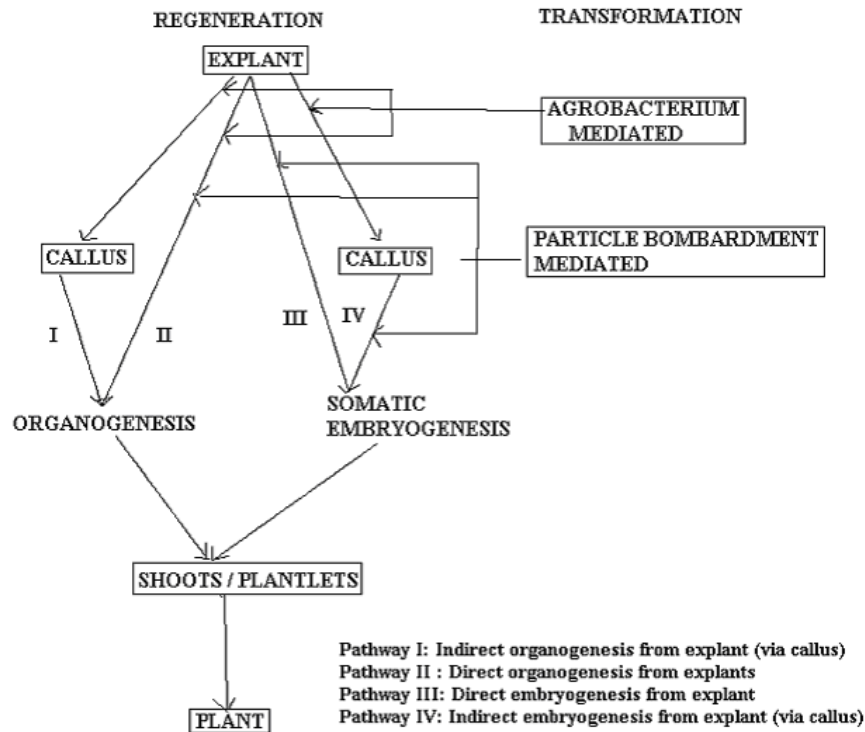 REGENERATION
TRANSFORMATION
EXPLANT
AGROBACTERIUM
MEDIATED
CALLUS
CALLUS
PARTICLE BOMBARDMENT
MEDIATED
I
II
III
IV
ORGANOGENESIS
SOMATIC
EMBRYOGENESIS
SHOOTS / PLANTLETS
Pathway I: Indirect organogenesis from explant (via callus)
Pathway II : Direct organogenesis from explants
Pathway III: Direct embryogenesis from explant
Pathway IV: Indirect embryogenesis from explant (via callus)
PLANT